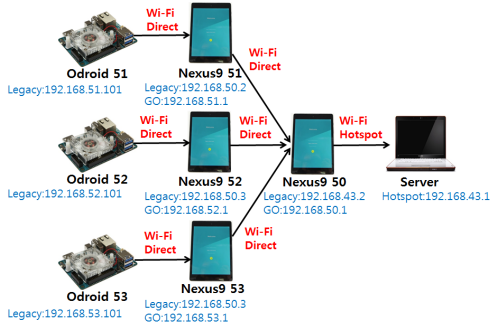 Wi-Fi
Direct
Odroid 51
Legacy:192.168.51.101
Nexus9 51
Legacy:192.168.50.2
GO:192.168.51.1
Wi-Fi
Direct
Wi-Fi
Direct
Odroid 52
Legacy:192.168.52.101
Nexus9 52
Legacy:192.168.50.3
GO:192.168.52.1
Wi-Fi
Direct
Nexus9 50
Legacy:192.168.43.2
GO:192.168.50.1
Wi-Fi
Hotspot
Server
Hotspot:192.168.43.1
Wi-Fi
Direct
Odroid 53
Legacy:192.168.53.101
Nexus9 53
Legacy:192.168.50.3
GO:192.168.53.1
Wi-Fi
Direct